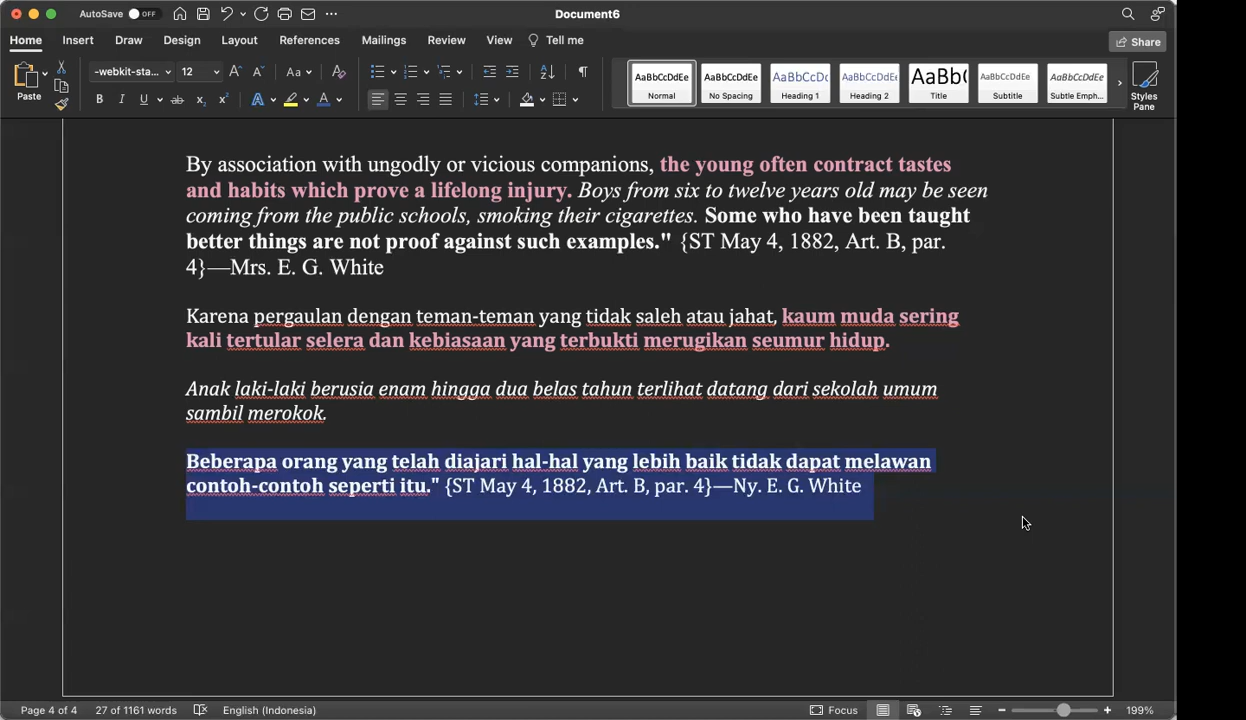 AutoSave OFF Document6
Home Insert Draw Design Layout References Mailings Review View Tell me Share
Paste -webkit-sta... 12 Aa AaBbCcDdEe AaBbCcDdEe AaBbCcDc AaBbCcDdEe AaBb( AaBbCcDdEe AaBbCcDdEe
Normal No Spacing Heading 1 Heading 2 Title Subtitle Subtle Emph... Styles Pane
By association with ungodly or vicious companions, the young often contract tastes
and habits which prove a lifelong injury. Boys from six to twelve years old may be seen
coming from the public schools, smoking their cigarettes. Some who have been taught
better things are not proof against such examples." {ST May 4, 1882, Art. B, par.
4}—Mrs. E. G. White
Karena pergaulan dengan teman-teman yang tidak saleh atau jahat, kaum muda sering
kali tertular selera dan kebiasaan yang terbukti merugikan seumur hidup.
Anak laki-laki berusia enam hingga dua belas tahun terlihat datang dari sekolah umum
sambil merokok.
Beberapa orang yang telah diajari hal-hal yang lebih baik tidak dapat melawan
contoh-contoh seperti itu." {ST May 4, 1882, Art. B, par. 4}—Ny. E. G. White
Page 4 of 4 27 of 1161 words English (Indonesia) Focus 199%